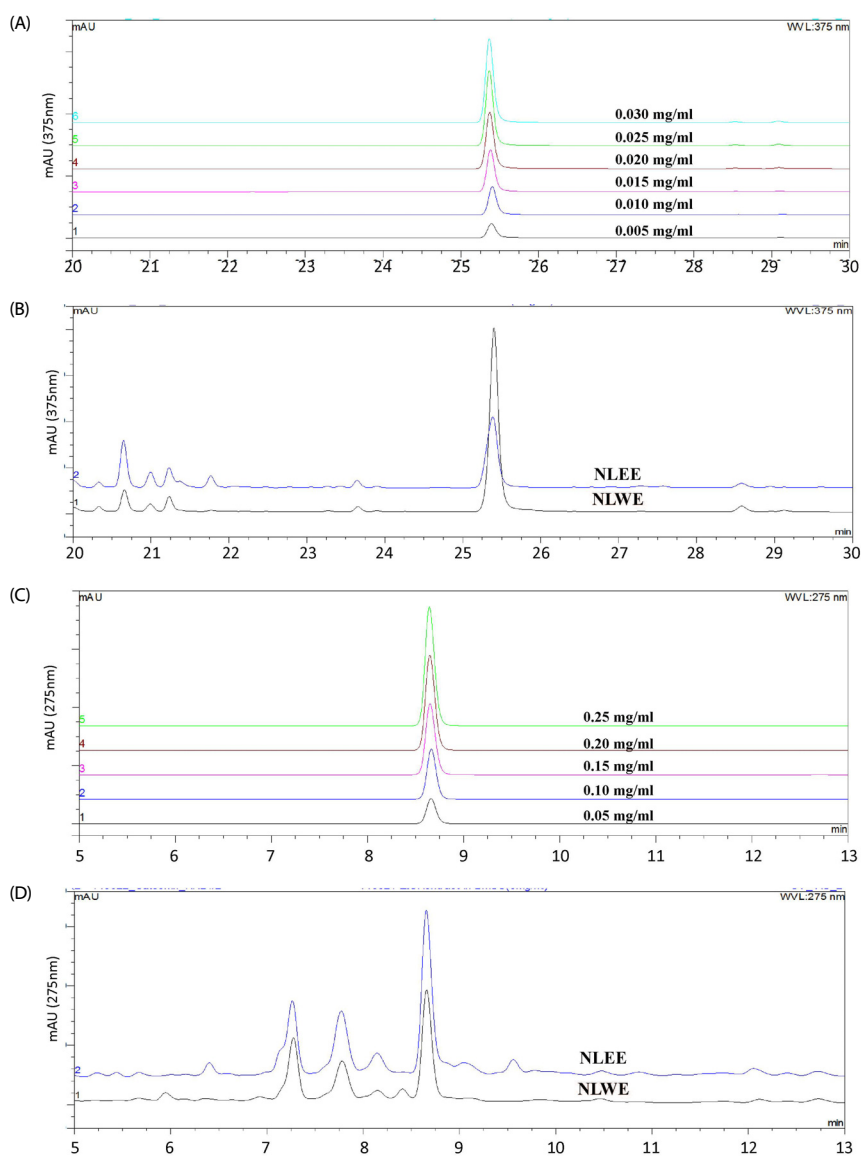 (A)
mAU
WVL:375 nm
mAU (375nm)
6
0.030 mg/ml
5
0.025 mg/ml
4
0.020 mg/ml
3
0.015 mg/ml
2
0.010 mg/ml
1
0.005 mg/ml
min
20 21 22 23 24 25 26 27 28 29 30
(B)
mAU
WVL:375 nm
mAU (375nm)
2
NLEE
1
NLWE
min
20 21 22 23 24 25 26 27 28 29 30
(C)
mAU
WVL:275 nm
mAU (275nm)
5
0.25 mg/ml
4
0.20 mg/ml
3
0.15 mg/ml
2
0.10 mg/ml
1
0.05 mg/ml
min
5 6 7 8 9 10 11 12 13
(D)
mAU
WVL:275 nm
mAU (275nm)
2
NLEE
1
NLWE
min
5 6 7 8 9 10 11 12 13